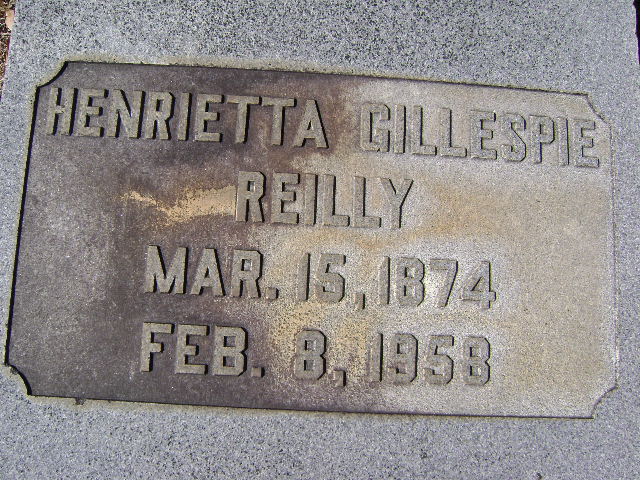 HENRIETTA GILLESPIE
REILLY
MAR. 15, 1874
FEB. 8, 1958